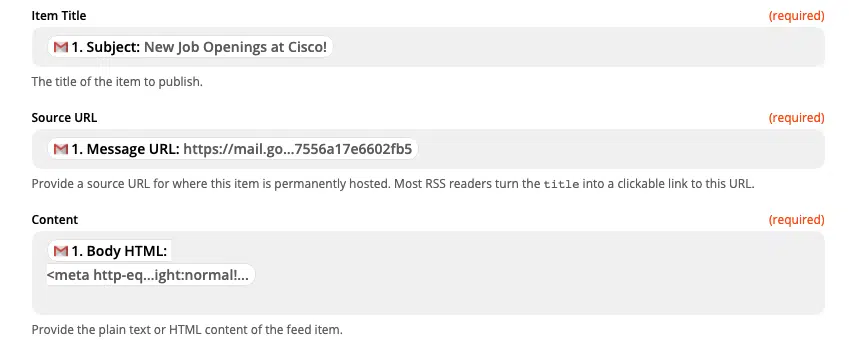 Item Title (required)
1. Subject: New Job Openings at Cisco!
The title of the item to publish.
Source URL (required)
1. Message URL: https://mail.go...7556a17e6602fb5
Provide a source URL for where this item is permanently hosted. Most RSS readers turn the title into a clickable link to this URL.
Content (required)
1. Body HTML:
<meta http-eq...ight:normal!...
Provide the plain text or HTML content of the feed item.